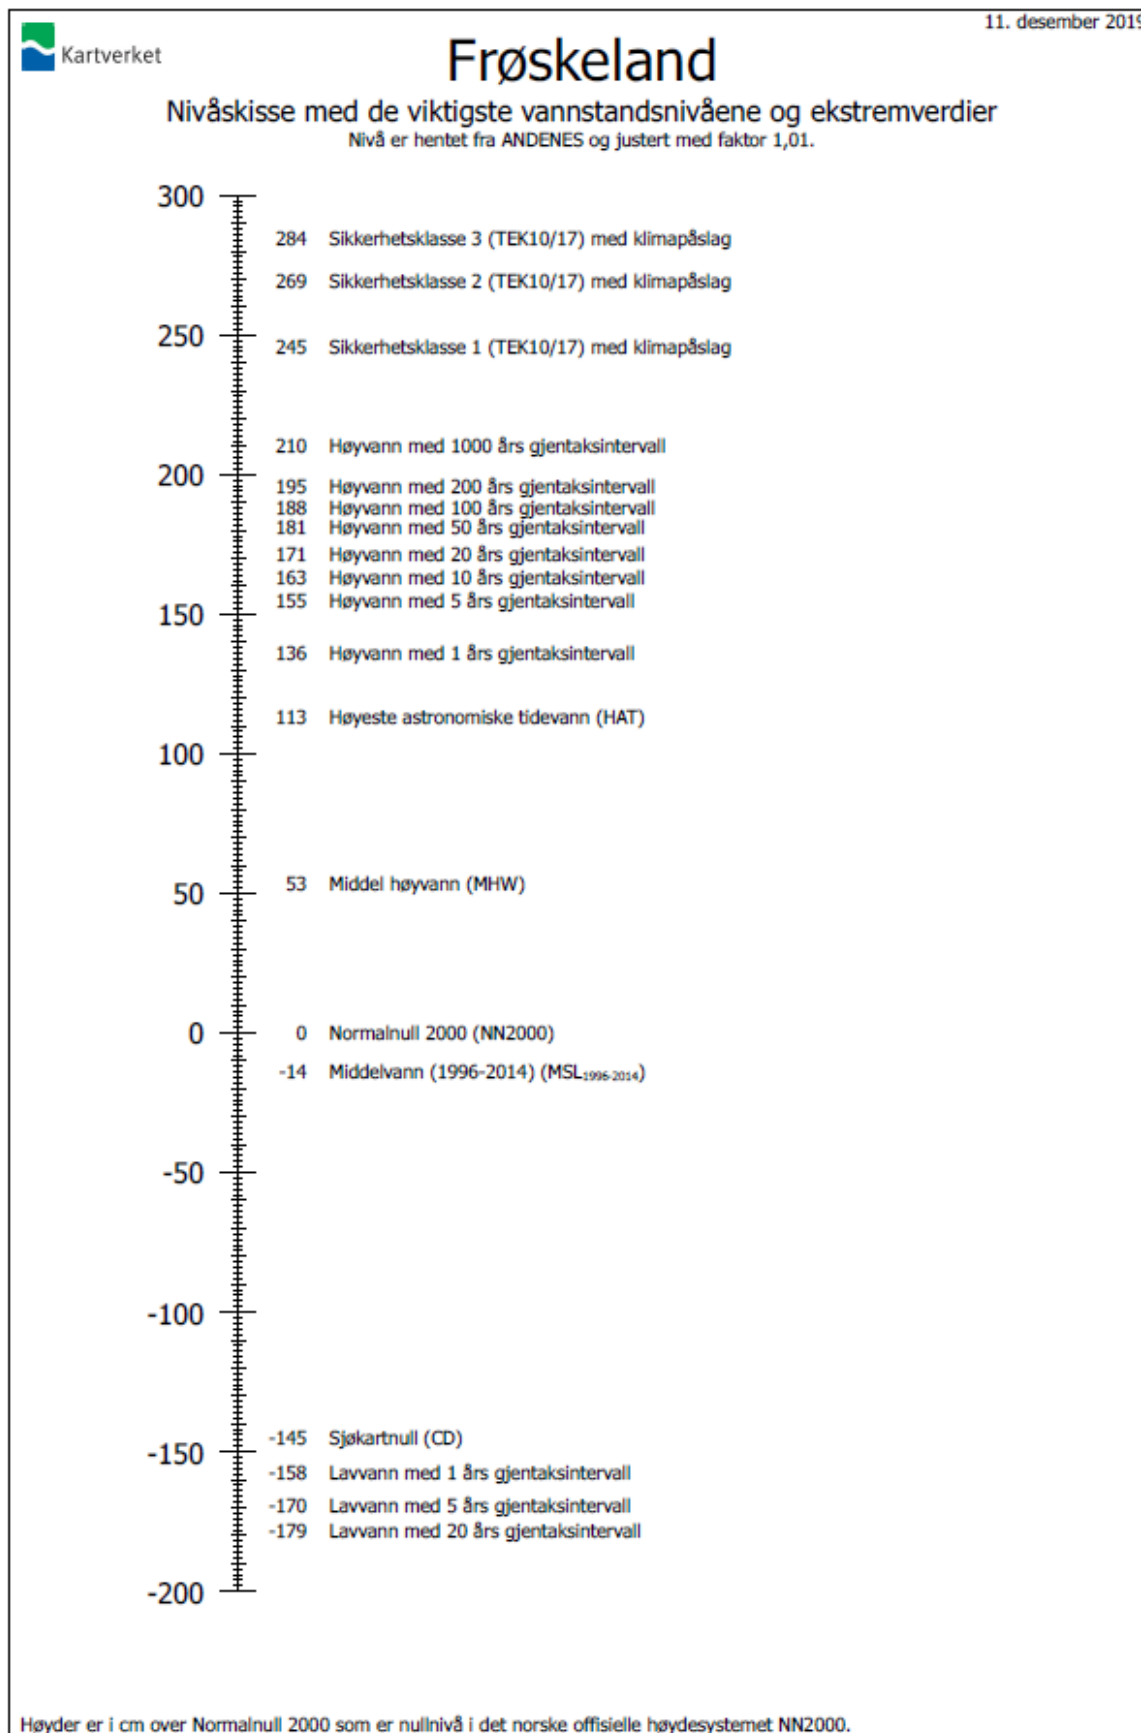 11. desember 2019
Kartverket
Frøskeland
Nivåskisse med de viktigste vannstandsnivåene og ekstremverdier
Nivå er hentet fra ANDENES og justert med faktor 1,01.
300
284 Sikkerhetsklasse 3 (TEK10/17) med klimapåslag
269 Sikkerhetsklasse 2 (TEK10/17) med klimapåslag
250
245 Sikkerhetsklasse 1 (TEK10/17) med klimapåslag
210 Høyvann med 1000 års gjentaksintervall
200
195 Høyvann med 200 års gjentaksintervall
188 Høyvann med 100 års gjentaksintervall
181 Høyvann med 50 års gjentaksintervall
171 Høyvann med 20 års gjentaksintervall
163 Høyvann med 10 års gjentaksintervall
155 Høyvann med 5 års gjentaksintervall
150
136 Høyvann med 1 års gjentaksintervall
113 Høyeste astronomiske tidevann (HAT)
100
53 Middel høyvann (MHW)
50
0
0 Normalnull 2000 (NN2000)
-14 Middelvann (1996-2014) (MSL1996-2014)
-50
-100
-145 Sjøkartnull (CD)
-150
-158 Lavvann med 1 års gjentaksintervall
-170 Lavvann med 5 års gjentaksintervall
-179 Lavvann med 20 års gjentaksintervall
-200
Høyder er i cm over Normalnull 2000 som er nullnivå i det norske offisielle høydesystemet NN2000.